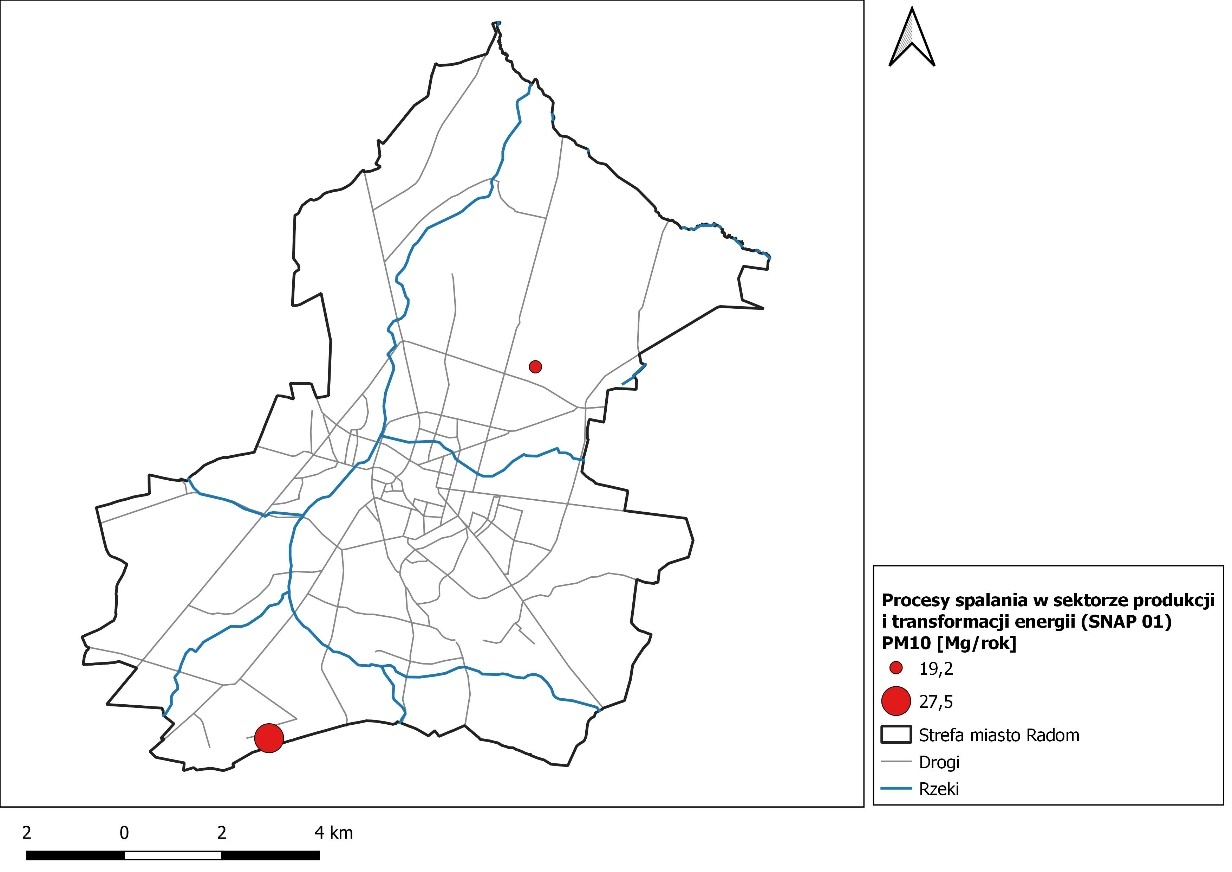 Procesy spalania w sektorze produkcji
i transformacji energii (SNAP 01)
PM10 [Mg/rok]
19,2
27,5
Strefa miasto Radom
Drogi
Rzeki
2 0 2 4 km